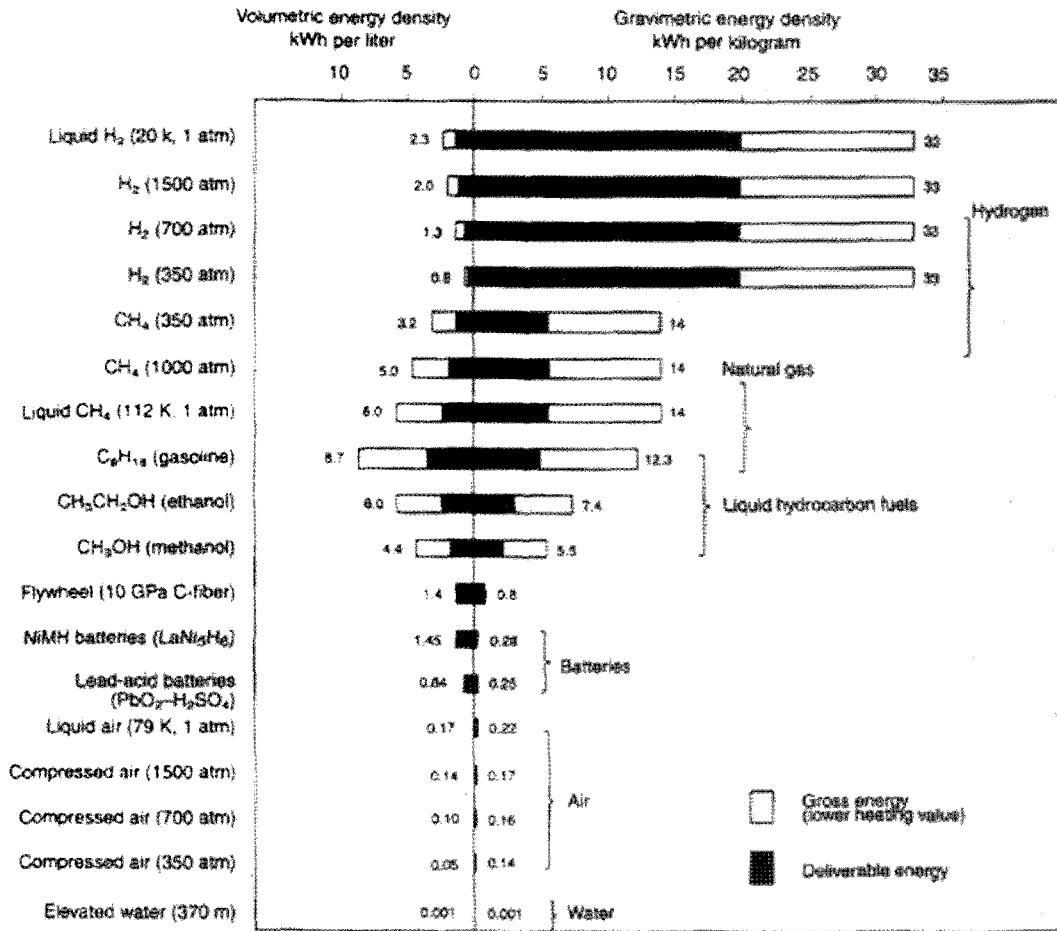 Volumetric energy density Gravimetric energy density
kWh per liter kWh per kilogram
10 5 0 5 10 15 20 25 30 35
Liquid H₂ (20 k, 1 atm) 2.3 33
H₂ (1500 atm) 2.0 33
H₂ (700 atm) 1.3 33
Hydrogen
H₂ (350 atm) 0.8 33
CH₄ (350 atm) 3.2 14
CH₄ (1000 atm) 5.0 14 Natural gas
Liquid CH₄ (112 K, 1 atm) 14
C₈H₁₈ (gasoline) 8.7 12.3
CH₃CH₂OH (ethanol) 6.0 7.4 Liquid hydrocarbon fuels
CH₃OH (methanol) 4.4 5.5
Flywheel (10 GPa C-fiber) 1.4 0.8
NiMH batteries (LaNi₅H₆) 1.45 0.28
Batteries
Lead-acid batteries 0.64 0.25
(PbO₂–H₂SO₄)
Liquid air (79 K, 1 atm) 0.17 0.22
Compressed air (1500 atm) 0.14 0.17
Air
Compressed air (700 atm) 0.10 0.16
Gross energy
(lower heating value)
Compressed air (350 atm) 0.05 0.14
Deliverable energy
Elevated water (370 m) 0.001 0.001 Water